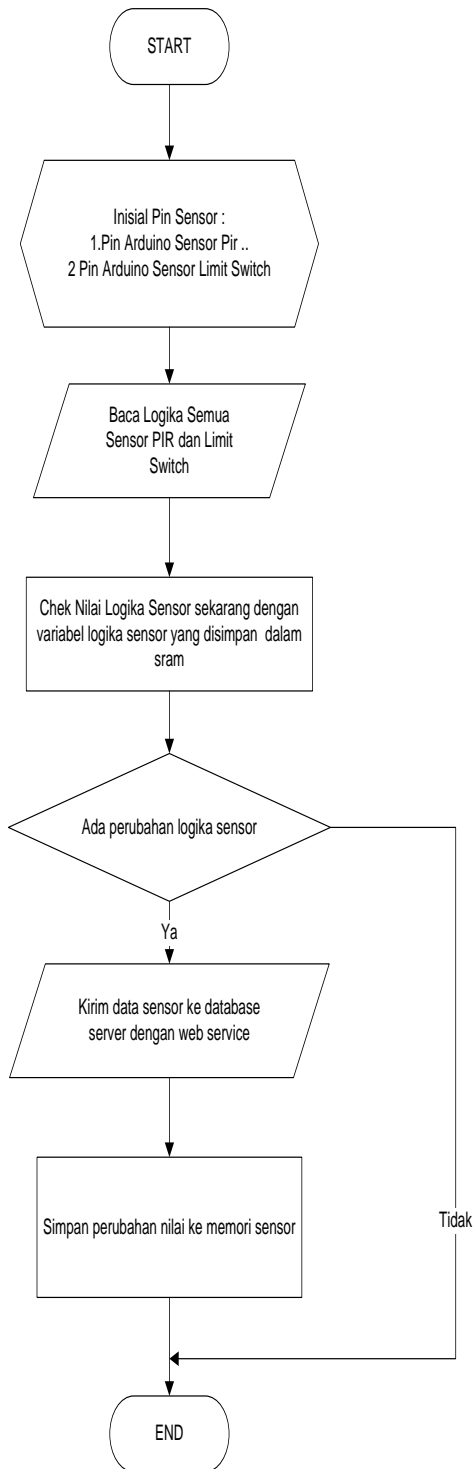 START
Inisial Pin Sensor :
1.Pin Arduino Sensor Pir ..
2 Pin Arduino Sensor Limit Switch
Baca Logika Semua
Sensor PIR dan Limit
Switch
Chek Nilai Logika Sensor sekarang dengan
variabel logika sensor yang disimpan dalam
sram
Ada perubahan logika sensor
Ya
Kirim data sensor ke database
server dengan web service
Simpan perubahan nilai ke memori sensor
Tidak
END